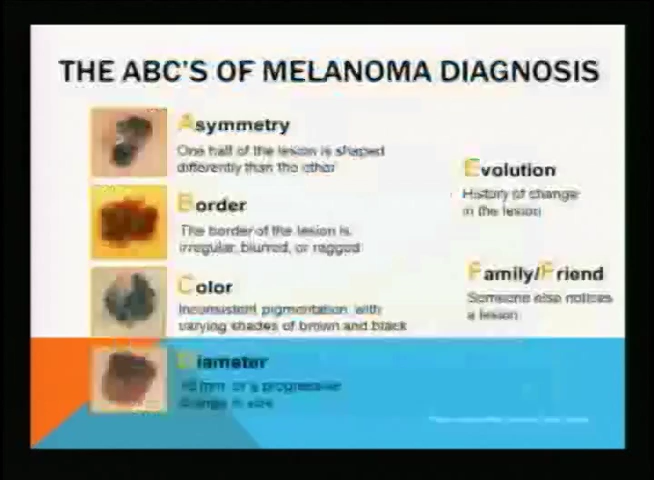 THE ABC'S OF MELANOMA DIAGNOSIS
Asymmetry
One half of the lesion is shaped
differently than the other
Border
The border of the lesion is
irregular, blurred, or ragged
Color
Inconsistent pigmentation, with
varying shades of brown and black
Diameter
or a progressive
change in size
Evolution
History of change
in the lesion
Family/Friend
Someone else notices
a lesion